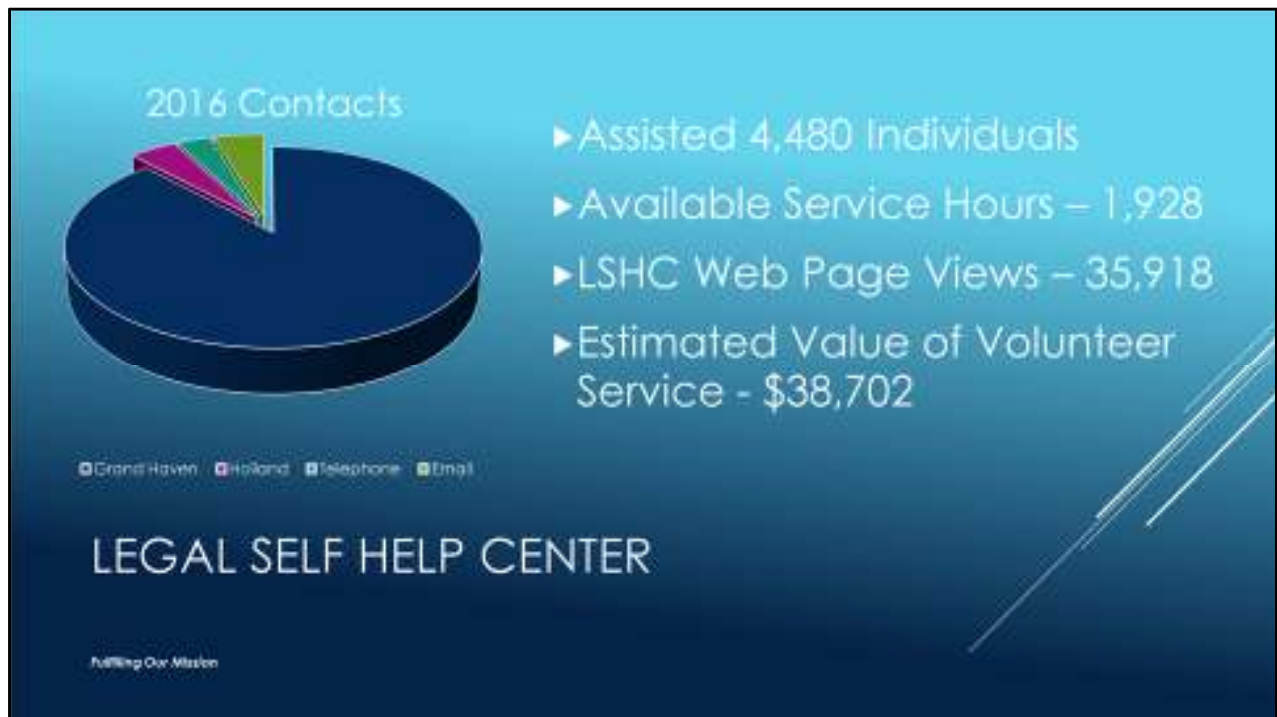 2016 Contacts
▶Assisted 4,480 Individuals
▶Available Service Hours – 1,928
▶LSHC Web Page Views – 35,918
▶Estimated Value of Volunteer
Service - $38,702
Grand Haven Holland Telephone Email
LEGAL SELF HELP CENTER
Fulfilling Our Mission